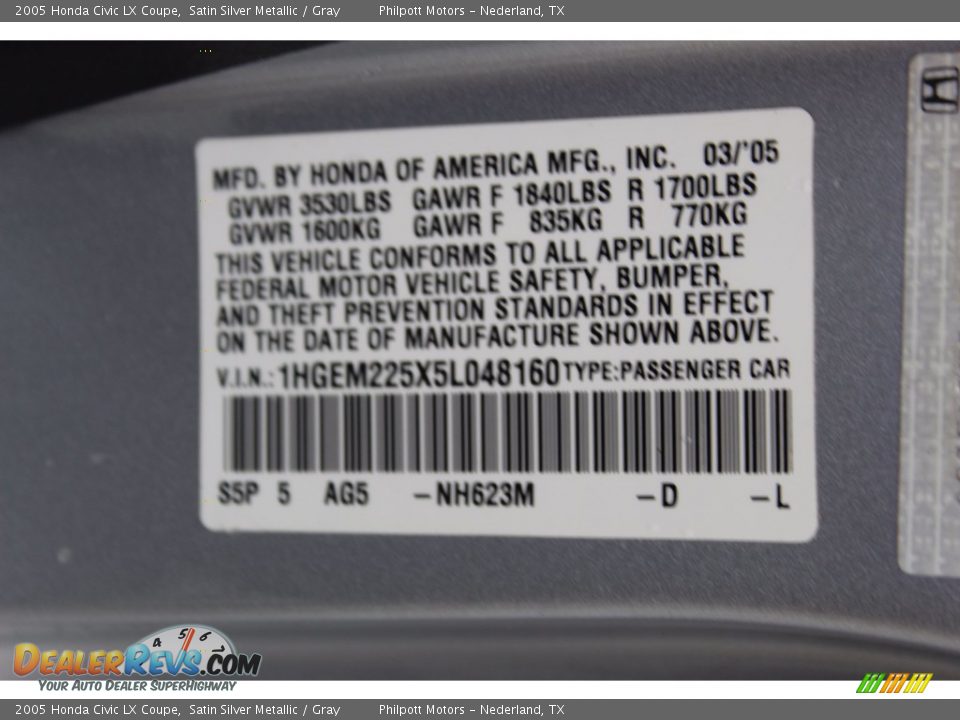 2005 Honda Civic LX Coupe, Satin Silver Metallic / Gray Philpott Motors - Nederland, TX
MFD. BY HONDA OF AMERICA MFG., INC. 03/'05
GVWR 3530LBS GAWR F 1840LBS R 1700LBS
GVWR 1600KG GAWR F 835KG R 770KG
THIS VEHICLE CONFORMS TO ALL APPLICABLE
FEDERAL MOTOR VEHICLE SAFETY, BUMPER,
AND THEFT PREVENTION STANDARDS IN EFFECT
ON THE DATE OF MANUFACTURE SHOWN ABOVE.
V.I.N.: 1HGEM225X5L048160 TYPE:PASSENGER CAR
S5P 5 AG5 -NH623M -D -L
4 5 6
DEALERREVS.COM
YOUR AUTO DEALER SUPERHIGHWAY
2005 Honda Civic LX Coupe, Satin Silver Metallic / Gray Philpott Motors - Nederland, TX